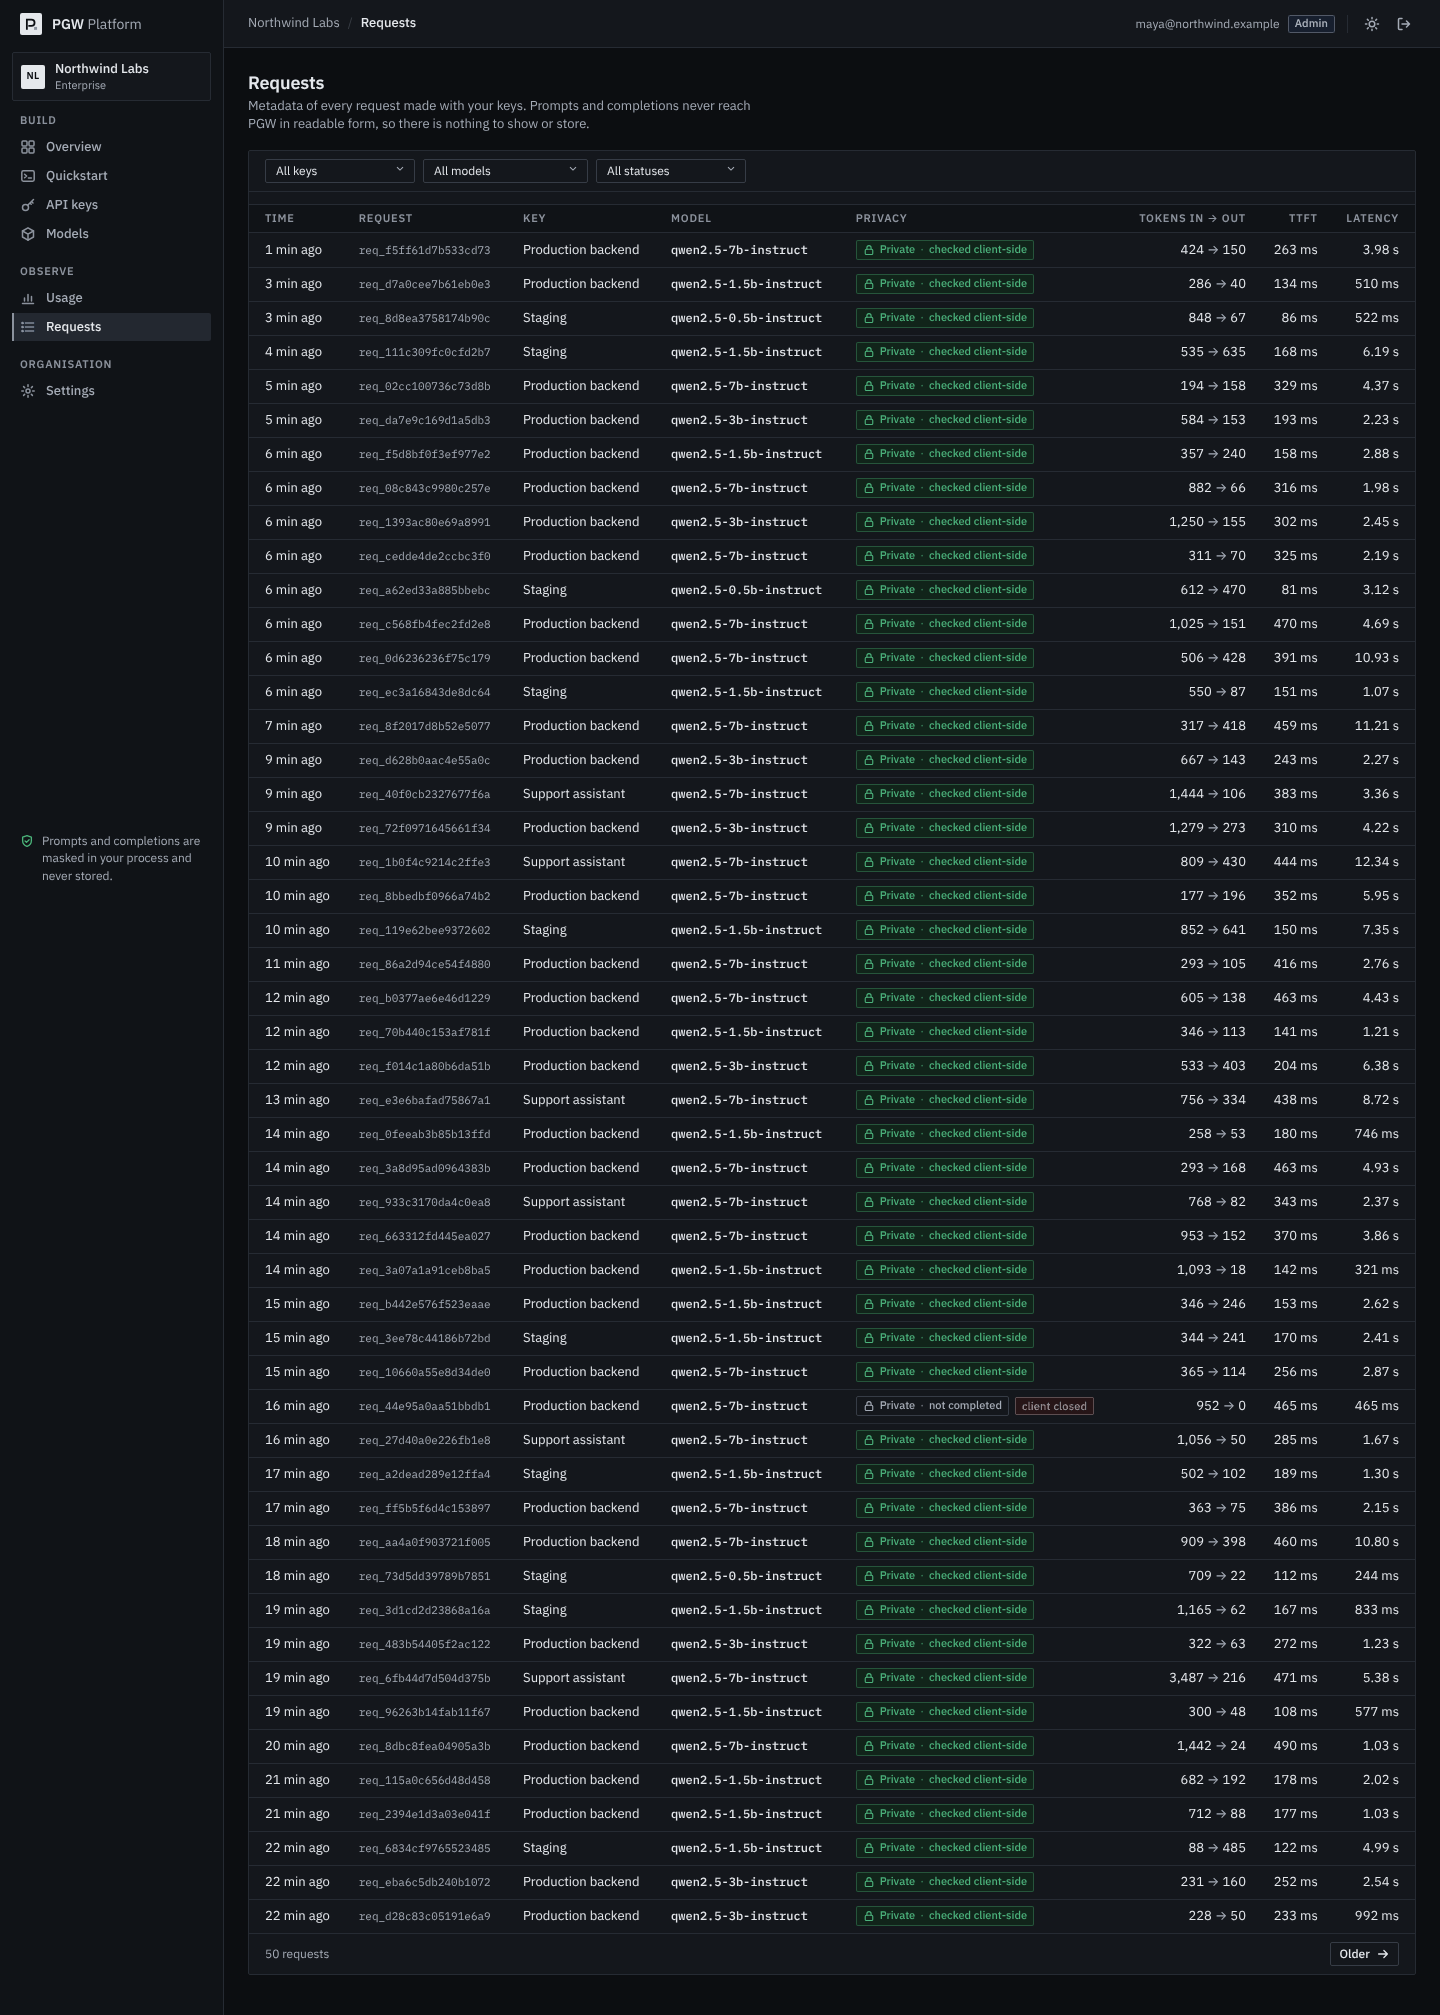 PGW Platform
NL
Northwind Labs
Enterprise
BUILD
Overview
Quickstart
API keys
Models
OBSERVE
Usage
Requests
ORGANISATION
Settings
Prompts and completions are
masked in your process and
never stored.
Northwind Labs / Requests
maya@northwind.example Admin
Requests
Metadata of every request made with your keys. Prompts and completions never reach
PGW in readable form, so there is nothing to show or store.
All keys All models All statuses
TIME REQUEST KEY MODEL PRIVACY TOKENS IN → OUT TTFT LATENCY
1 min ago req_f5ff61d7b533cd73 Production backend qwen2.5-7b-instruct Private · checked client-side 424 → 150 263 ms 3.98 s
3 min ago req_d7a0cee7b61eb0e3 Production backend qwen2.5-1.5b-instruct Private · checked client-side 286 → 40 134 ms 510 ms
3 min ago req_8d8ea3758174b90c Staging qwen2.5-0.5b-instruct Private · checked client-side 848 → 67 86 ms 522 ms
4 min ago req_111c309fc0cfd2b7 Staging qwen2.5-1.5b-instruct Private · checked client-side 535 → 635 168 ms 6.19 s
5 min ago req_02cc100736c73d8b Production backend qwen2.5-7b-instruct Private · checked client-side 194 → 158 329 ms 4.37 s
5 min ago req_da7e9c169d1a5db3 Production backend qwen2.5-3b-instruct Private · checked client-side 584 → 153 193 ms 2.23 s
6 min ago req_f5d8bf0f3ef977e2 Production backend qwen2.5-1.5b-instruct Private · checked client-side 357 → 240 158 ms 2.88 s
6 min ago req_08c843c9980c257e Production backend qwen2.5-7b-instruct Private · checked client-side 882 → 66 316 ms 1.98 s
6 min ago req_1393ac80e69a8991 Production backend qwen2.5-3b-instruct Private · checked client-side 1,250 → 155 302 ms 2.45 s
6 min ago req_cedde4de2ccbc3f0 Production backend qwen2.5-7b-instruct Private · checked client-side 311 → 70 325 ms 2.19 s
6 min ago req_a62ed33a885bbebc Staging qwen2.5-0.5b-instruct Private · checked client-side 612 → 470 81 ms 3.12 s
6 min ago req_c568fb4fec2fd2e8 Production backend qwen2.5-7b-instruct Private · checked client-side 1,025 → 151 470 ms 4.69 s
6 min ago req_0d6236236f75c179 Production backend qwen2.5-7b-instruct Private · checked client-side 506 → 428 391 ms 10.93 s
6 min ago req_ec3a16843de8dc64 Staging qwen2.5-1.5b-instruct Private · checked client-side 550 → 87 151 ms 1.07 s
7 min ago req_8f2017d8b52e5077 Production backend qwen2.5-7b-instruct Private · checked client-side 317 → 418 459 ms 11.21 s
9 min ago req_d628b0aac4e55a0c Production backend qwen2.5-3b-instruct Private · checked client-side 667 → 143 243 ms 2.27 s
9 min ago req_40f0cb2327677f6a Support assistant qwen2.5-7b-instruct Private · checked client-side 1,444 → 106 383 ms 3.36 s
9 min ago req_72f0971645661f34 Production backend qwen2.5-3b-instruct Private · checked client-side 1,279 → 273 310 ms 4.22 s
10 min ago req_1b0f4c9214c2ffe3 Support assistant qwen2.5-7b-instruct Private · checked client-side 809 → 430 444 ms 12.34 s
10 min ago req_8bbedbf0966a74b2 Production backend qwen2.5-7b-instruct Private · checked client-side 177 → 196 352 ms 5.95 s
10 min ago req_119e62bee9372602 Staging qwen2.5-1.5b-instruct Private · checked client-side 852 → 641 150 ms 7.35 s
11 min ago req_86a2d94ce54f4880 Production backend qwen2.5-7b-instruct Private · checked client-side 293 → 105 416 ms 2.76 s
12 min ago req_b0377ae6e46d1229 Production backend qwen2.5-7b-instruct Private · checked client-side 605 → 138 463 ms 4.43 s
12 min ago req_70b440c153af781f Production backend qwen2.5-1.5b-instruct Private · checked client-side 346 → 113 141 ms 1.21 s
12 min ago req_f014c1a80b6da51b Production backend qwen2.5-3b-instruct Private · checked client-side 533 → 403 204 ms 6.38 s
13 min ago req_e3e6bafad75867a1 Support assistant qwen2.5-7b-instruct Private · checked client-side 756 → 334 438 ms 8.72 s
14 min ago req_0feeab3b85b13ffd Production backend qwen2.5-1.5b-instruct Private · checked client-side 258 → 53 180 ms 746 ms
14 min ago req_3a8d95ad0964383b Production backend qwen2.5-7b-instruct Private · checked client-side 293 → 168 463 ms 4.93 s
14 min ago req_933c3170da4c0ea8 Support assistant qwen2.5-7b-instruct Private · checked client-side 768 → 82 343 ms 2.37 s
14 min ago req_663312fd445ea027 Production backend qwen2.5-7b-instruct Private · checked client-side 953 → 152 370 ms 3.86 s
14 min ago req_3a07a1a91ceb8ba5 Production backend qwen2.5-1.5b-instruct Private · checked client-side 1,093 → 18 142 ms 321 ms
15 min ago req_b442e576f523eaae Production backend qwen2.5-1.5b-instruct Private · checked client-side 346 → 246 153 ms 2.62 s
15 min ago req_3ee78c44186b72bd Staging qwen2.5-1.5b-instruct Private · checked client-side 344 → 241 170 ms 2.41 s
15 min ago req_10660a55e8d34de0 Production backend qwen2.5-7b-instruct Private · checked client-side 365 → 114 256 ms 2.87 s
16 min ago req_44e95a0aa51bbdb1 Production backend qwen2.5-7b-instruct Private · not completed client closed 952 → 0 465 ms 465 ms
16 min ago req_27d40a0e226fb1e8 Support assistant qwen2.5-7b-instruct Private · checked client-side 1,056 → 50 285 ms 1.67 s
17 min ago req_a2dead289e12ffa4 Staging qwen2.5-1.5b-instruct Private · checked client-side 502 → 102 189 ms 1.30 s
17 min ago req_ff5b5f6d4c153897 Production backend qwen2.5-7b-instruct Private · checked client-side 363 → 75 386 ms 2.15 s
18 min ago req_aa4a0f903721f005 Production backend qwen2.5-7b-instruct Private · checked client-side 909 → 398 460 ms 10.80 s
18 min ago req_73d5dd39789b7851 Staging qwen2.5-0.5b-instruct Private · checked client-side 709 → 22 112 ms 244 ms
19 min ago req_3d1cd2d23868a16a Staging qwen2.5-1.5b-instruct Private · checked client-side 1,165 → 62 167 ms 833 ms
19 min ago req_483b54405f2ac122 Production backend qwen2.5-3b-instruct Private · checked client-side 322 → 63 272 ms 1.23 s
19 min ago req_6fb44d7d504d375b Support assistant qwen2.5-7b-instruct Private · checked client-side 3,487 → 216 471 ms 5.38 s
19 min ago req_96263b14fab11f67 Production backend qwen2.5-1.5b-instruct Private · checked client-side 300 → 48 108 ms 577 ms
20 min ago req_8dbc8fea04905a3b Production backend qwen2.5-7b-instruct Private · checked client-side 1,442 → 24 490 ms 1.03 s
21 min ago req_115a0c656d48d458 Production backend qwen2.5-1.5b-instruct Private · checked client-side 682 → 192 178 ms 2.02 s
21 min ago req_2394e1d3a03e041f Production backend qwen2.5-1.5b-instruct Private · checked client-side 712 → 88 177 ms 1.03 s
22 min ago req_6834cf9765523485 Staging qwen2.5-1.5b-instruct Private · checked client-side 88 → 485 122 ms 4.99 s
22 min ago req_eba6c5db240b1072 Production backend qwen2.5-3b-instruct Private · checked client-side 231 → 160 252 ms 2.54 s
22 min ago req_d28c83c05191e6a9 Production backend qwen2.5-3b-instruct Private · checked client-side 228 → 50 233 ms 992 ms
50 requests Older →